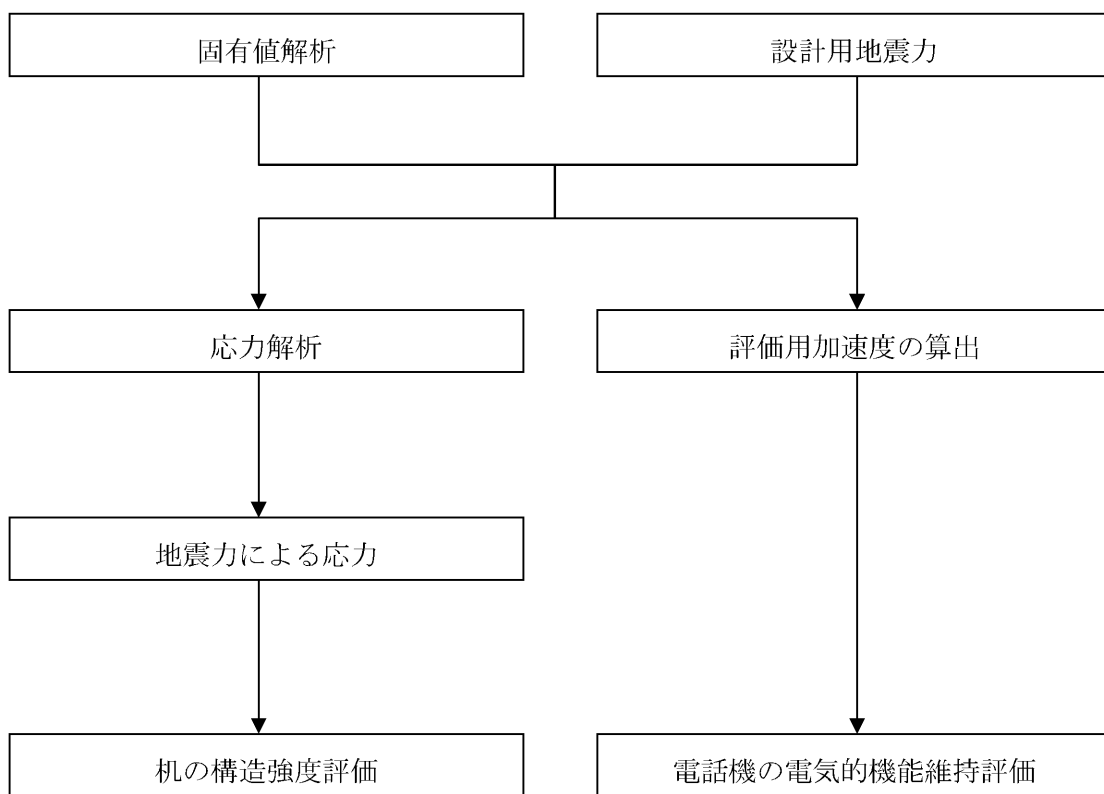 固有値解析
設計用地震力
応力解析
評価用加速度の算出
地震力による応力
机の構造強度評価
電話機の電気的機能維持評価